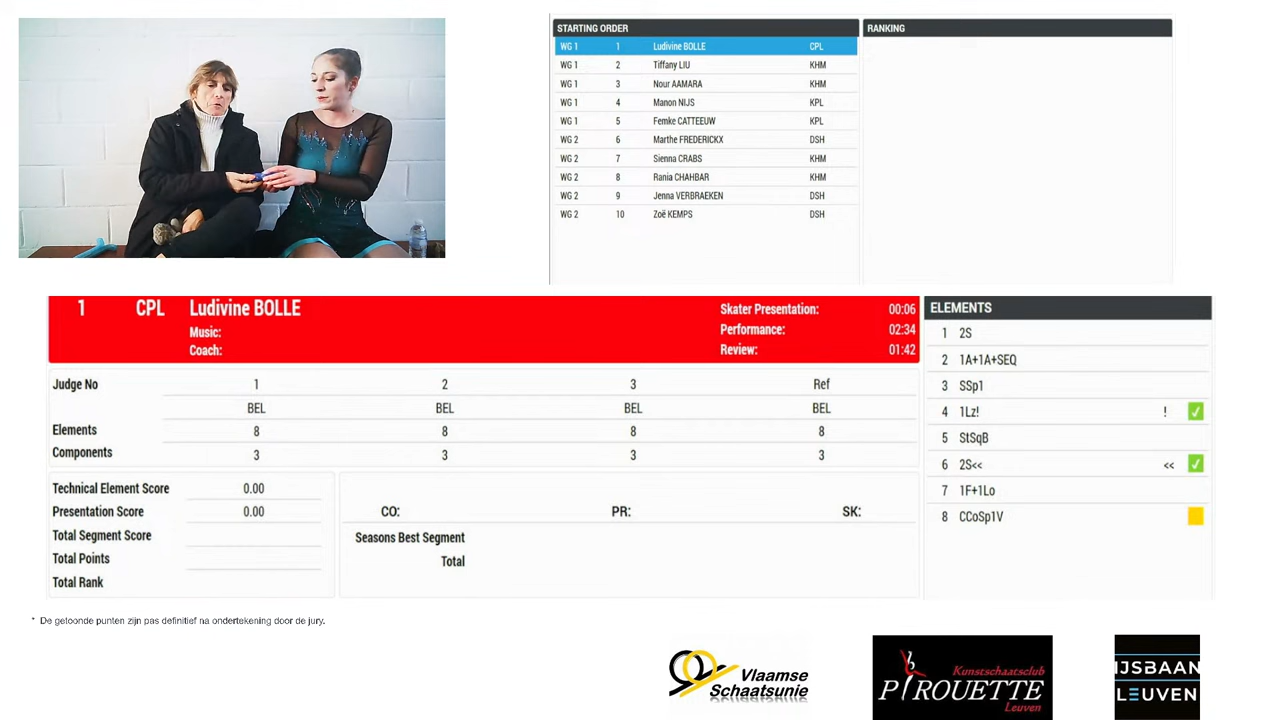 STARTING ORDER
WG 1 1 Ludivine BOLLE CPL
WG 1 2 Tiffany LIU KHM
WG 1 3 Nour AAMARA KHM
WG 1 4 Manon NIJS KPL
WG 1 5 Femke CATTEEUW KPL
WG 2 6 Marthe FREDERICKX DSH
WG 2 7 Sienna CRABS KHM
WG 2 8 Rania CHAHBAR KHM
WG 2 9 Jenna VERBRAEKEN DSH
WG 2 10 Zoë KEMPS DSH
RANKING
1 CPL Ludivine BOLLE
Music:
Coach:
Skater Presentation: 00:06
Performance: 02:34
Review: 01:42
Judge No 1 2 3 Ref
BEL BEL BEL BEL
Elements 8 8 8 8
Components 3 3 3 3
Technical Element Score 0.00
Presentation Score 0.00
Total Segment Score
Total Points
Total Rank
CO: PR: SK:
Seasons Best Segment
Total
ELEMENTS
1 2S
2 1A+1A+SEQ
3 SSp1
4 1Lz! !
5 StSqB
6 2S<< <<
7 1F+1Lo
8 CCoSp1V
* De getoonde punten zijn pas definitief na ondertekening door de jury.
Vlaamse
Schaatsunie
Kunstschaatsclub
PIROUETTE
Leuven
IJSBAAN
LEUVEN